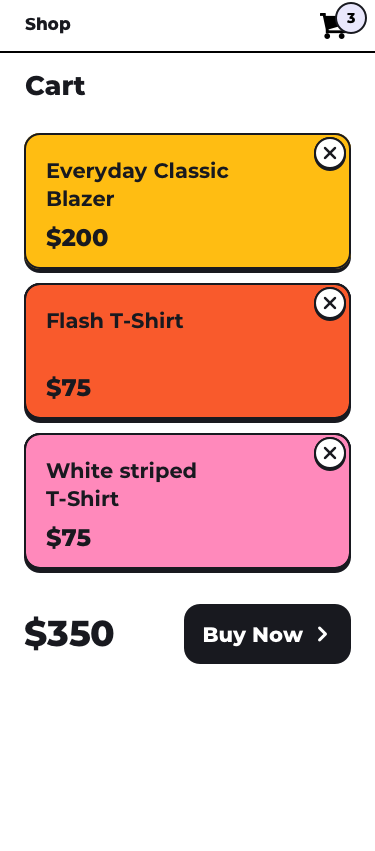 Shop
3
Cart
Everyday Classic
Blazer
$200
Flash T-Shirt
$75
White striped
T-Shirt
$75
$350
Buy Now